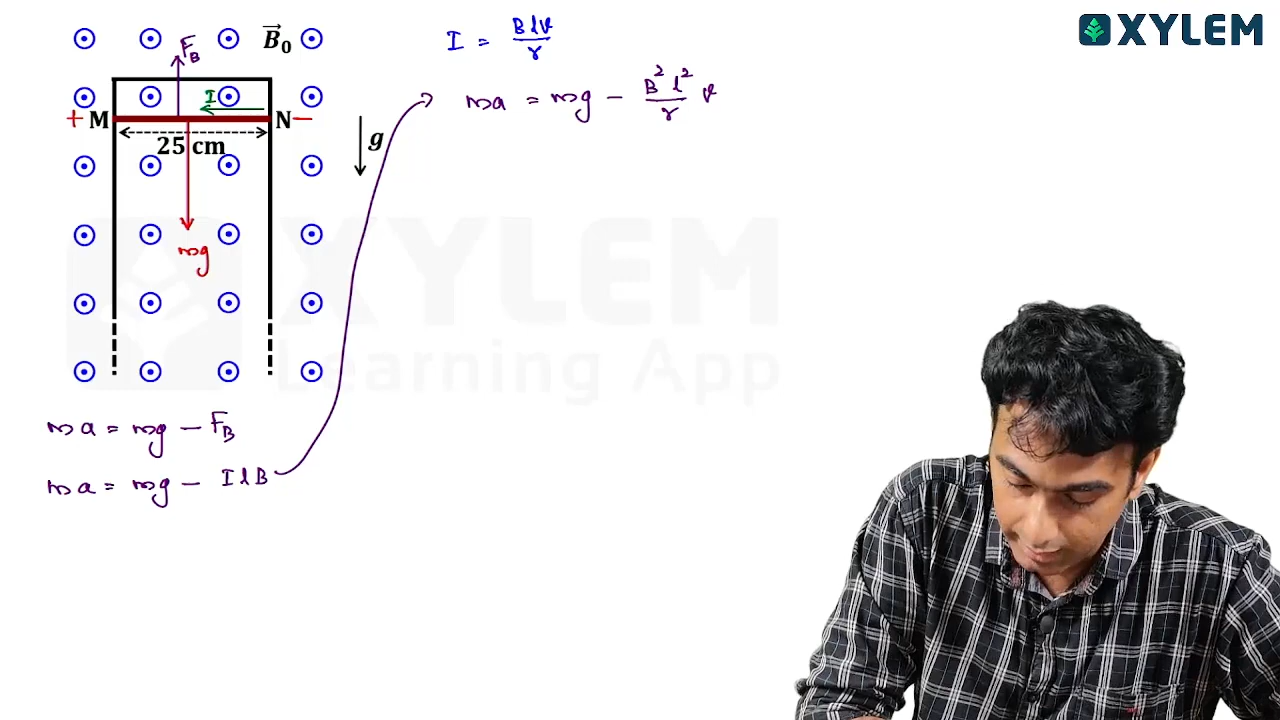 XYLEM
B⃗₀
F_B
I
+ M
N −
25 cm
g
mg
ma = mg − F_B
ma = mg − IlB
I = Blv/r
ma = mg − B²l²/r v
XYLEM
Learning App